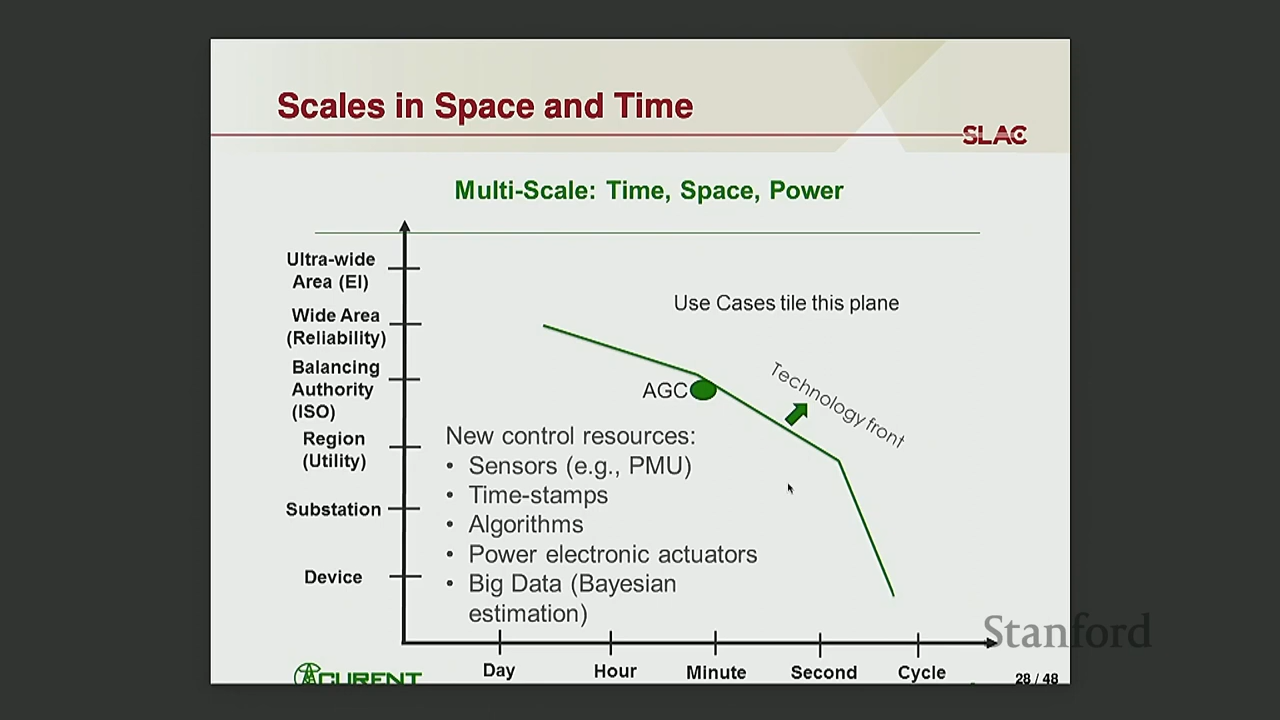 Scales in Space and Time
SLAC
Multi-Scale: Time, Space, Power
Ultra-wide
Area (EI)
Wide Area
(Reliability)
Balancing
Authority
(ISO)
Region
(Utility)
Substation
Device
Use Cases tile this plane
AGC
Technology front
New control resources:
• Sensors (e.g., PMU)
• Time-stamps
• Algorithms
• Power electronic actuators
• Big Data (Bayesian
estimation)
Day
Hour
Minute
Second
Cycle
Stanford
CURENT
28 / 48